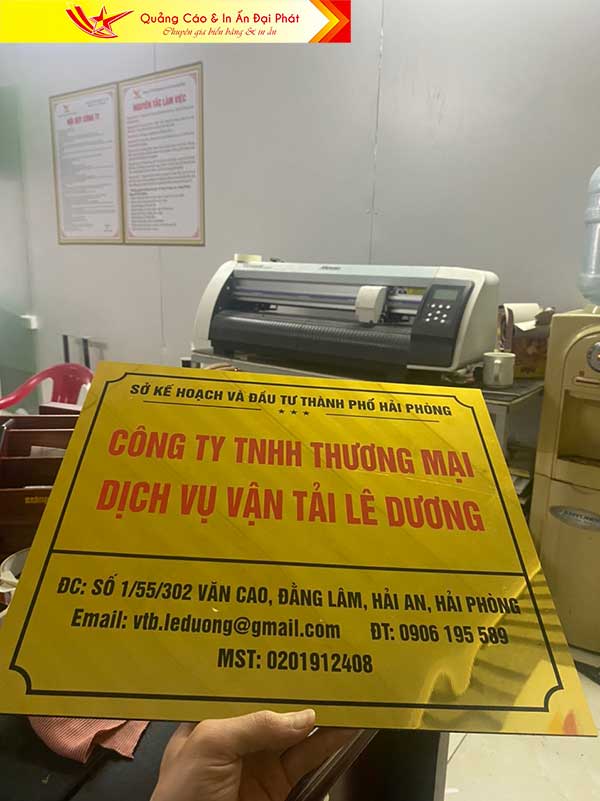 Quảng Cáo & In Ấn Đại Phát
Chuyên gia biển bảng & in ấn
NỘI QUY CÔNG TY
NGUYÊN TẮC LÀM VIỆC
SỞ KẾ HOẠCH VÀ ĐẦU TƯ THÀNH PHỐ HẢI PHÒNG
CÔNG TY TNHH THƯƠNG MẠI
DỊCH VỤ VẬN TẢI LÊ DƯƠNG
ĐC: SỐ 1/55/302 VĂN CAO, ĐẰNG LÂM, HẢI AN, HẢI PHÒNG
Email: vtb.leduong@gmail.com ĐT: 0906 195 589
MST: 0201912408